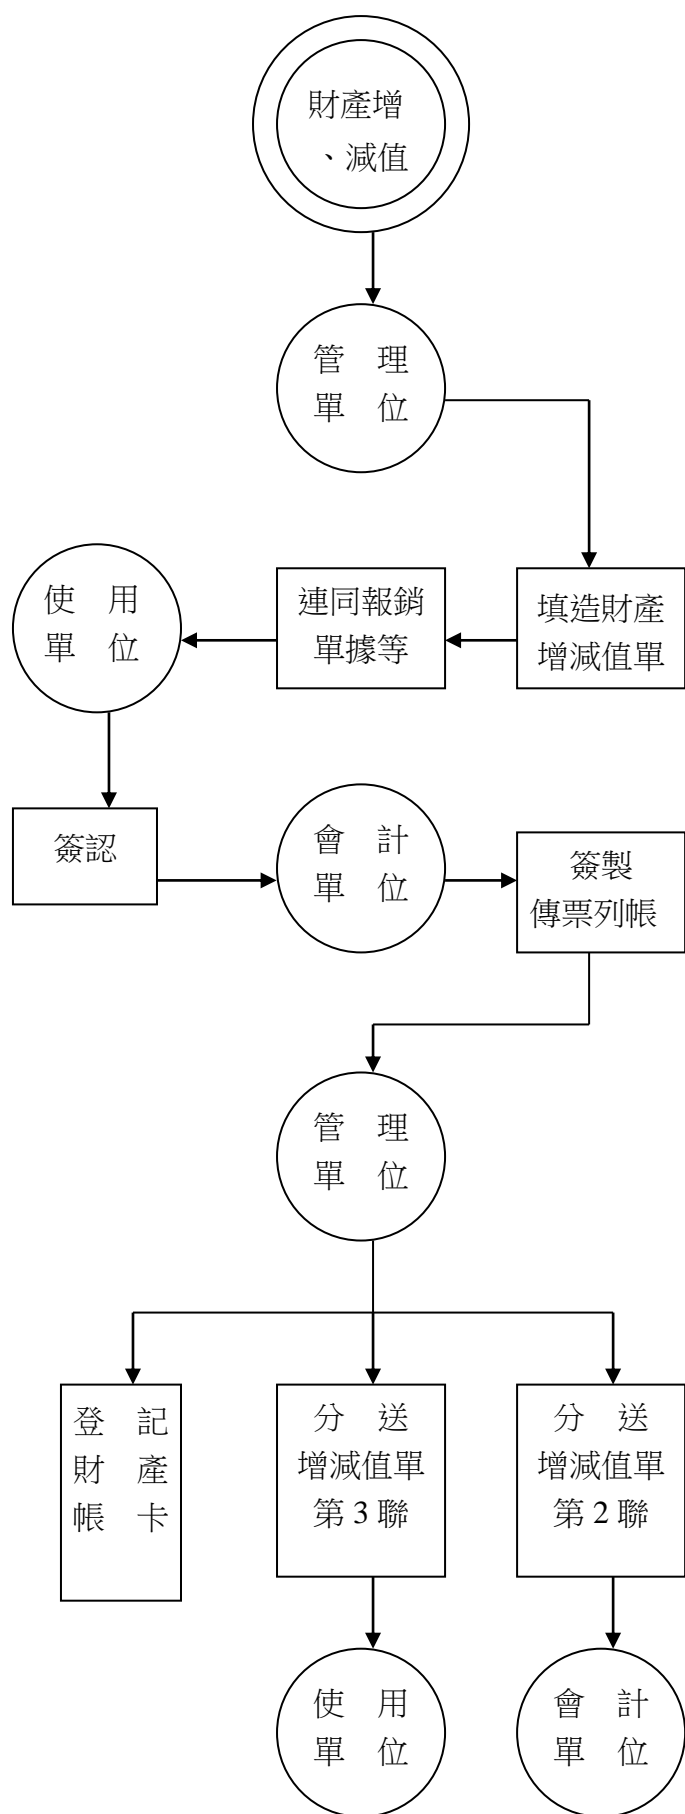 財產增
、減值
管　理
單　位
填造財產
增減值單
連同報銷
單據等
使　用
單　位
簽認
會　計
單　位
簽製
傳票列帳
管　理
單　位
登　記
財　產
帳　卡
分　送
增減值單
第 3 聯
分　送
增減值單
第 2 聯
使　用
單　位
會　計
單　位